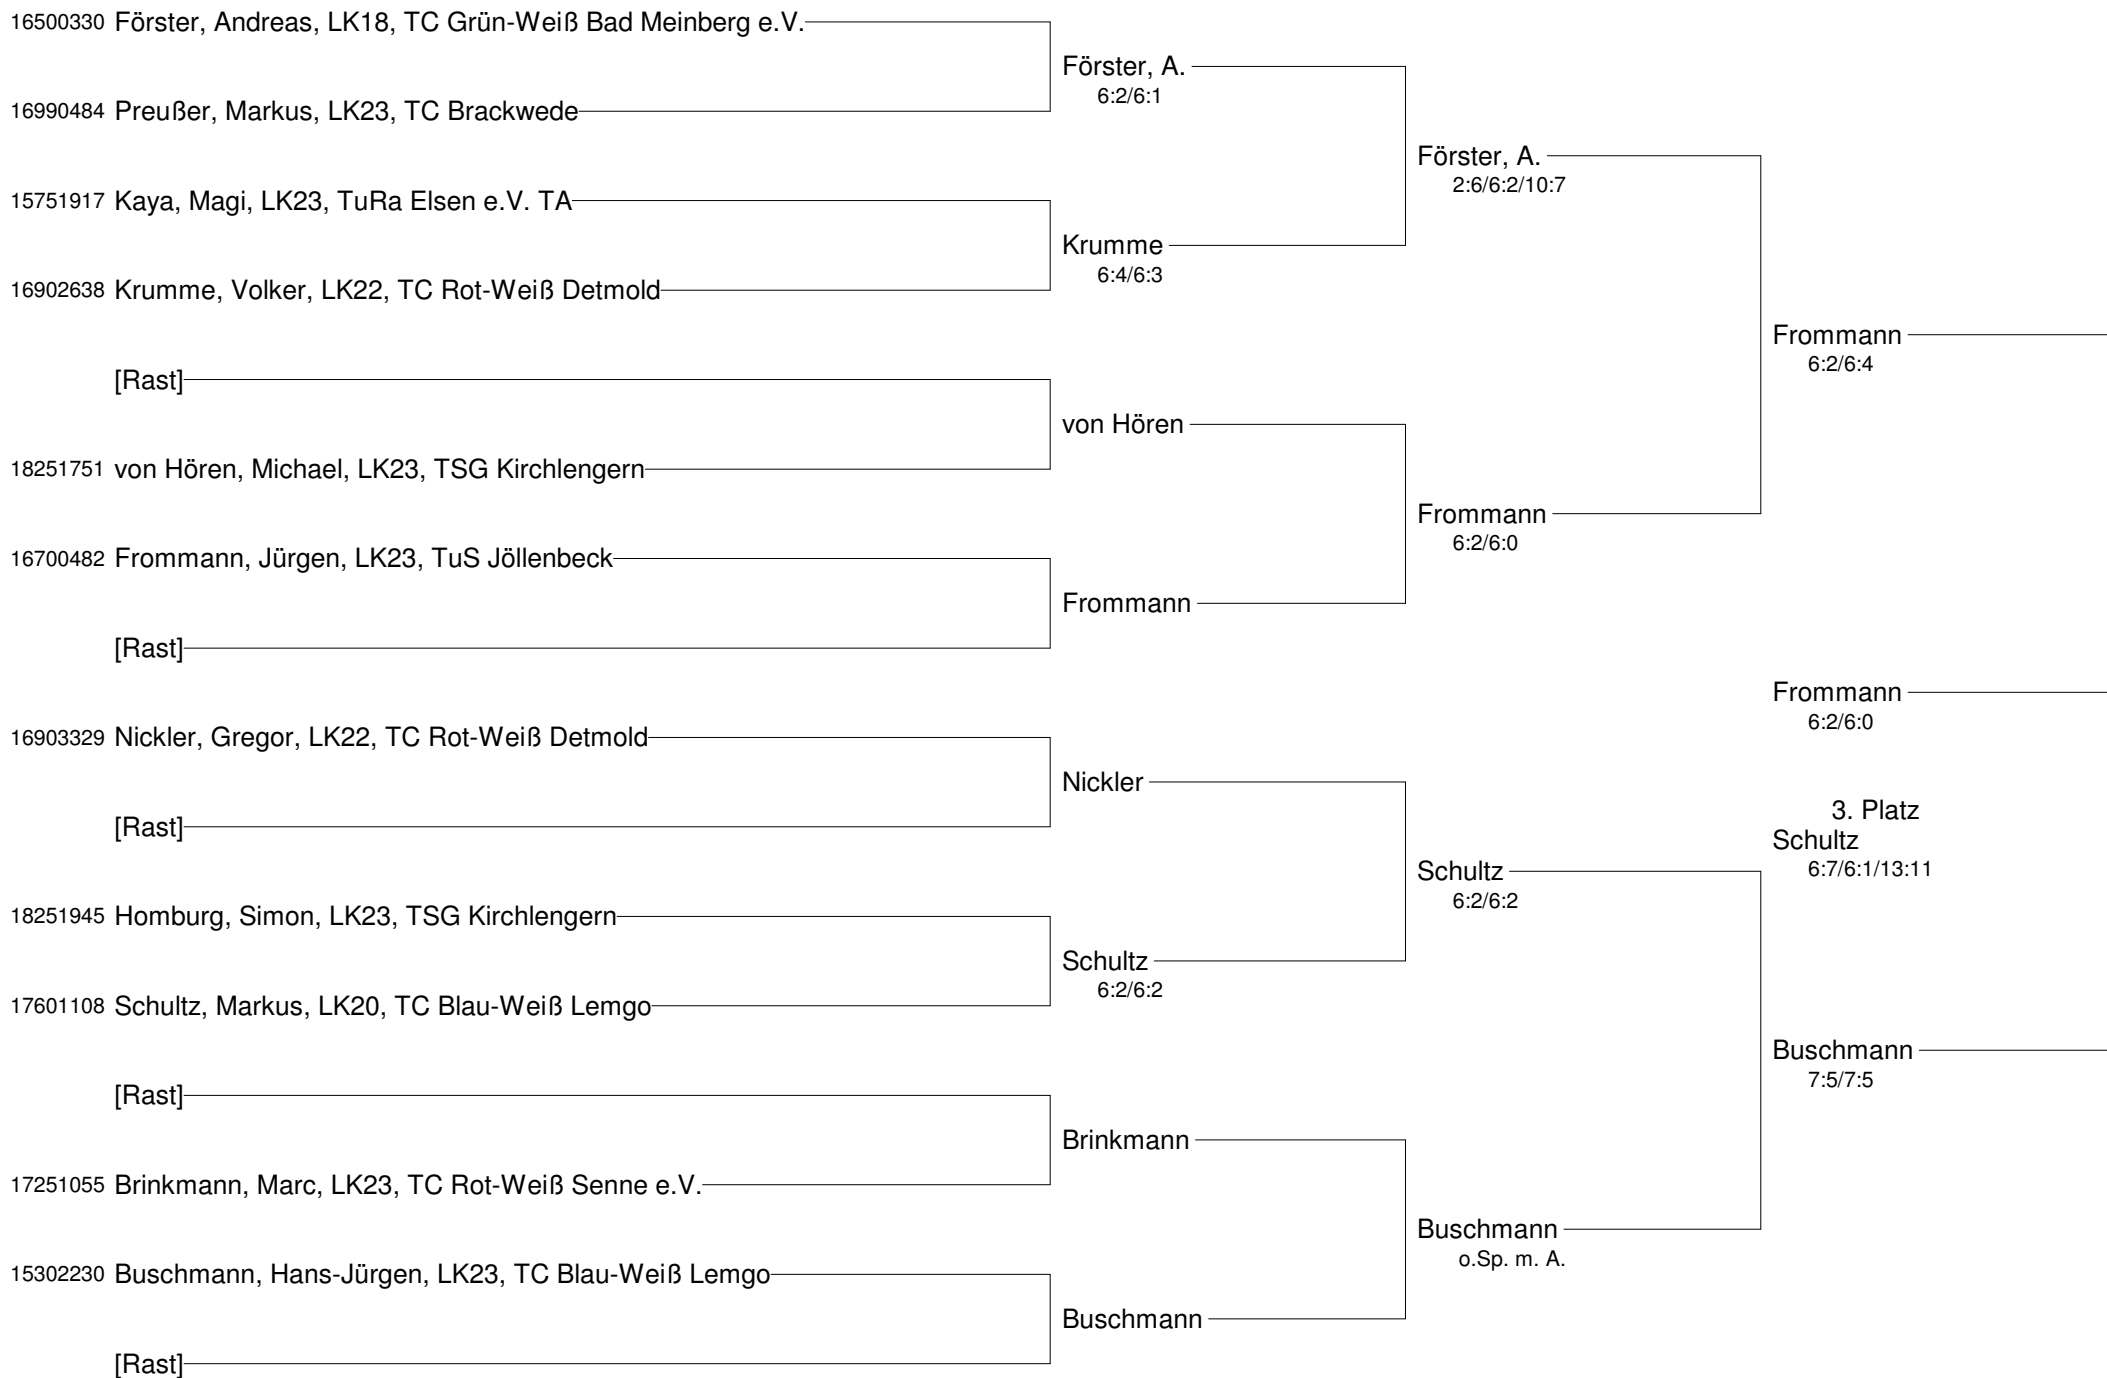 16500330 Förster, Andreas, LK18, TC Grün-Weiß Bad Meinberg e.V.
Förster, A.
6:2/6:1
16990484 Preußer, Markus, LK23, TC Brackwede
Förster, A.
2:6/6:2/10:7
15751917 Kaya, Magi, LK23, TuRa Elsen e.V. TA
Krumme
6:4/6:3
16902638 Krumme, Volker, LK22, TC Rot-Weiß Detmold
Frommann
6:2/6:4
[Rast]
von Hören
18251751 von Hören, Michael, LK23, TSG Kirchlengern
Frommann
6:2/6:0
16700482 Frommann, Jürgen, LK23, TuS Jöllenbeck
Frommann
[Rast]
Frommann
6:2/6:0
16903329 Nickler, Gregor, LK22, TC Rot-Weiß Detmold
Nickler
3. Platz
[Rast]
Schultz
6:7/6:1/13:11
Schultz
6:2/6:2
18251945 Homburg, Simon, LK23, TSG Kirchlengern
Schultz
6:2/6:2
17601108 Schultz, Markus, LK20, TC Blau-Weiß Lemgo
Buschmann
7:5/7:5
[Rast]
Brinkmann
17251055 Brinkmann, Marc, LK23, TC Rot-Weiß Senne e.V.
Buschmann
o.Sp. m. A.
15302230 Buschmann, Hans-Jürgen, LK23, TC Blau-Weiß Lemgo
Buschmann
[Rast]